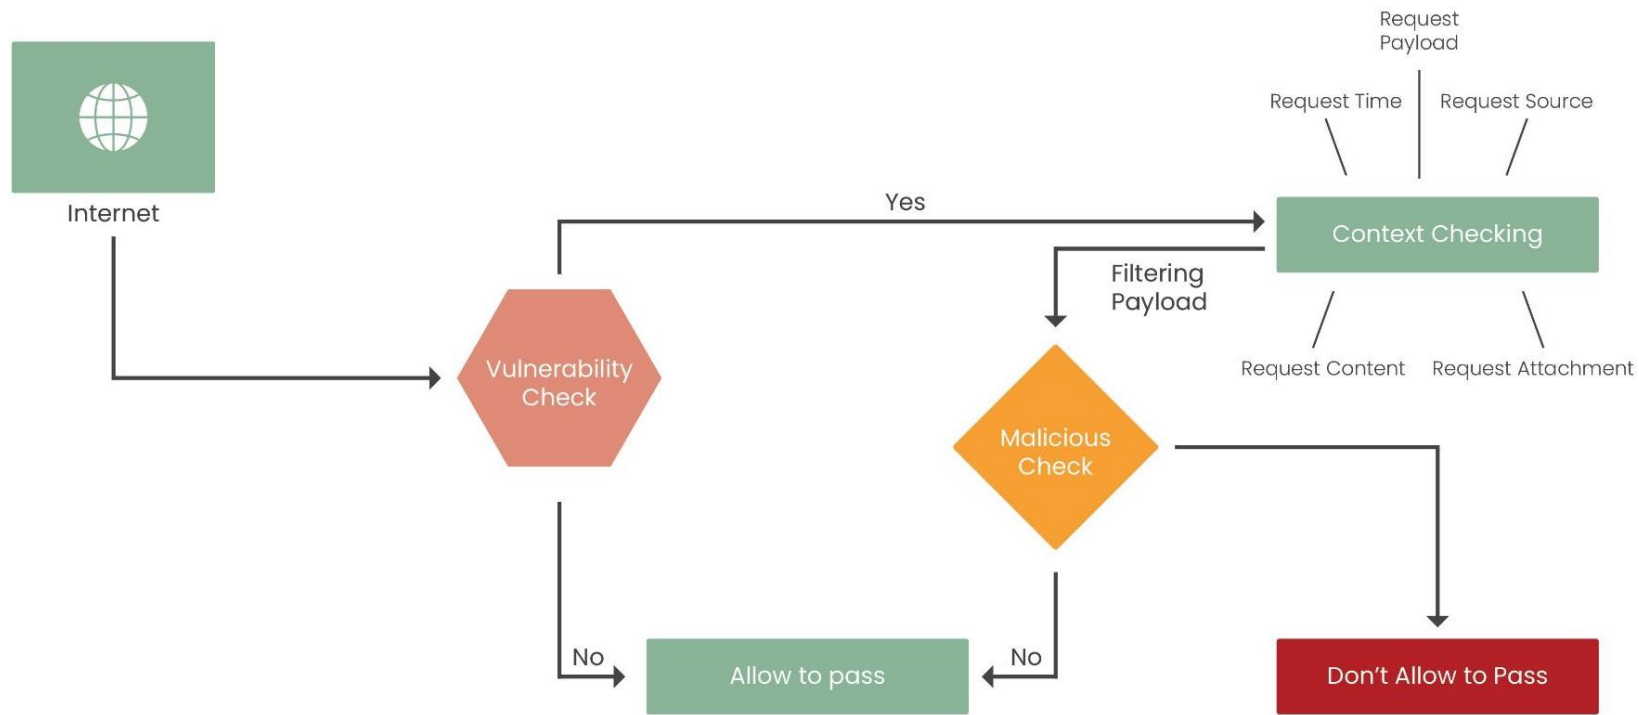 Request
Payload
Request Time
Request Source
Internet
Yes
Context Checking
Filtering
Payload
Vulnerability
Check
Request Content
Request Attachment
Malicious
Check
No
Allow to pass
No
Don't Allow to Pass